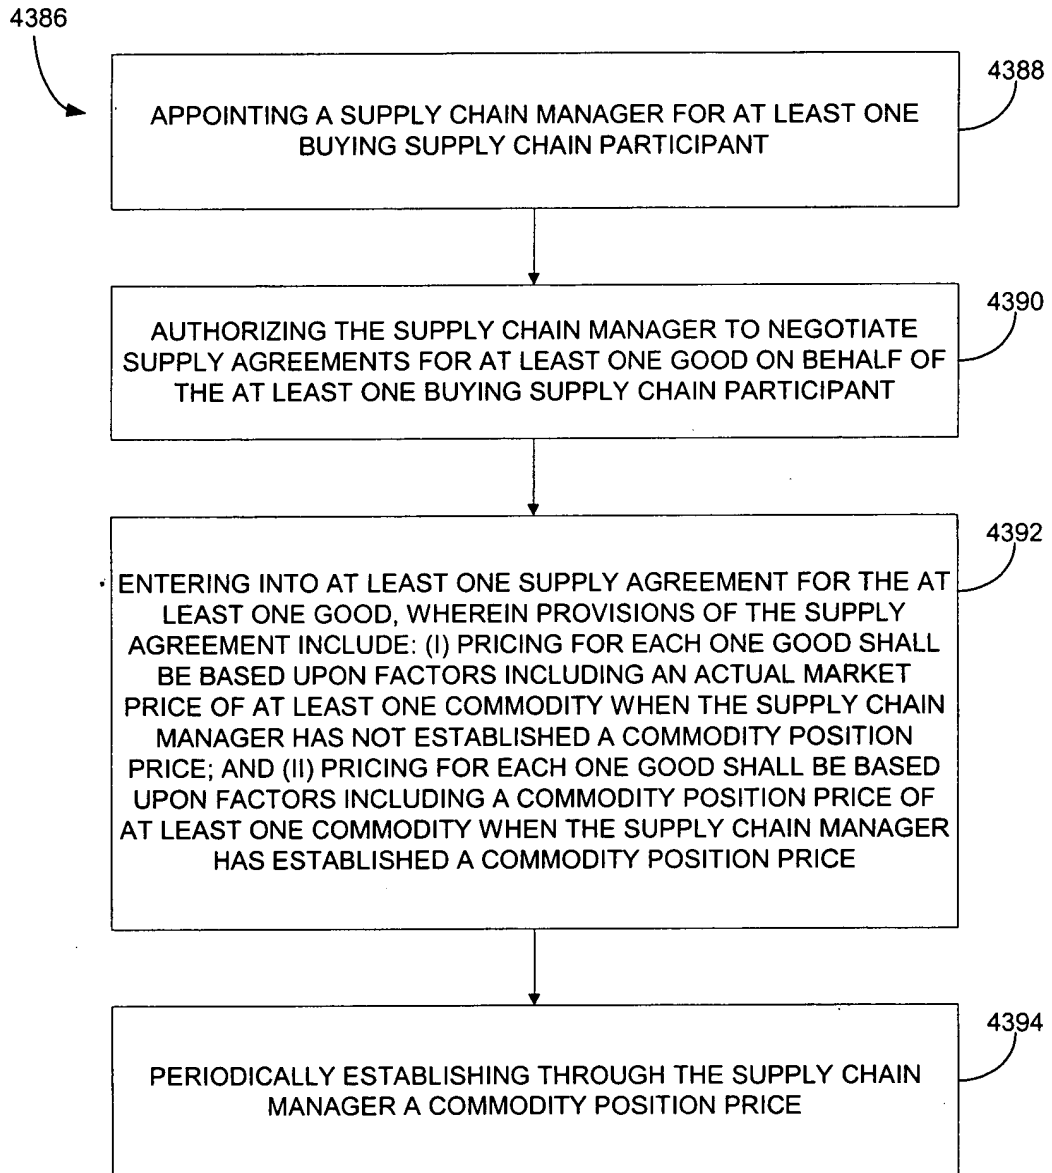 4386
4388
APPOINTING A SUPPLY CHAIN MANAGER FOR AT LEAST ONE
BUYING SUPPLY CHAIN PARTICIPANT
4390
AUTHORIZING THE SUPPLY CHAIN MANAGER TO NEGOTIATE
SUPPLY AGREEMENTS FOR AT LEAST ONE GOOD ON BEHALF OF
THE AT LEAST ONE BUYING SUPPLY CHAIN PARTICIPANT
4392
ENTERING INTO AT LEAST ONE SUPPLY AGREEMENT FOR THE AT
LEAST ONE GOOD, WHEREIN PROVISIONS OF THE SUPPLY
AGREEMENT INCLUDE: (I) PRICING FOR EACH ONE GOOD SHALL
BE BASED UPON FACTORS INCLUDING AN ACTUAL MARKET
PRICE OF AT LEAST ONE COMMODITY WHEN THE SUPPLY CHAIN
MANAGER HAS NOT ESTABLISHED A COMMODITY POSITION
PRICE; AND (II) PRICING FOR EACH ONE GOOD SHALL BE BASED
UPON FACTORS INCLUDING A COMMODITY POSITION PRICE OF
AT LEAST ONE COMMODITY WHEN THE SUPPLY CHAIN MANAGER
HAS ESTABLISHED A COMMODITY POSITION PRICE
4394
PERIODICALLY ESTABLISHING THROUGH THE SUPPLY CHAIN
MANAGER A COMMODITY POSITION PRICE